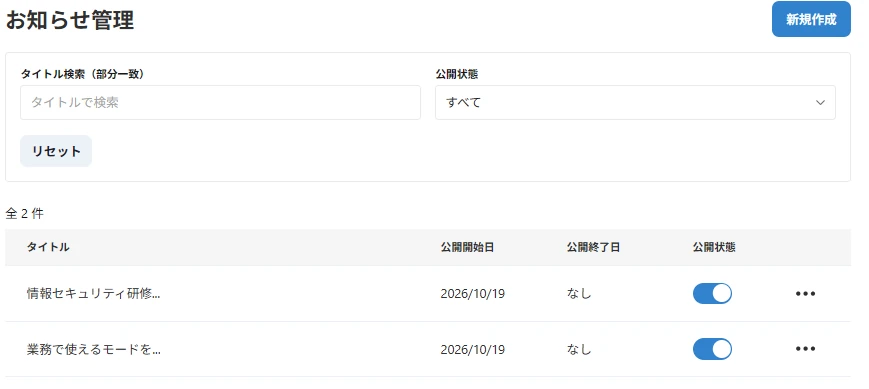 お知らせ管理
新規作成
タイトル検索（部分一致） 公開状態
タイトルで検索 すべて
リセット
全 2 件
タイトル 公開開始日 公開終了日 公開状態
情報セキュリティ研修... 2026/10/19 なし
業務で使えるモードを... 2026/10/19 なし